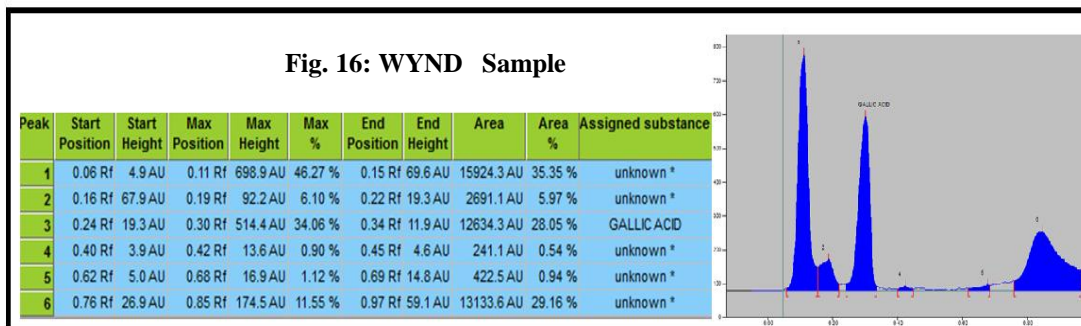 Fig. 16: WYND Sample
Peak Start Position Start Height Max Position Max Height Max % End Position End Height Area Area % Assigned substance
1 0.06 Rf 4.9 AU 0.11 Rf 698.9 AU 46.27 % 0.15 Rf 69.6 AU 15924.3 AU 35.35 % unknown *
2 0.16 Rf 67.9 AU 0.19 Rf 92.2 AU 6.10 % 0.22 Rf 19.3 AU 2691.1 AU 5.97 % unknown *
3 0.24 Rf 19.3 AU 0.30 Rf 514.4 AU 34.06 % 0.34 Rf 11.9 AU 12634.3 AU 28.05 % GALLIC ACID
4 0.40 Rf 3.9 AU 0.42 Rf 13.6 AU 0.90 % 0.45 Rf 4.6 AU 241.1 AU 0.54 % unknown *
5 0.62 Rf 5.0 AU 0.68 Rf 16.9 AU 1.12 % 0.69 Rf 14.8 AU 422.5 AU 0.94 % unknown *
6 0.76 Rf 26.9 AU 0.85 Rf 174.5 AU 11.55 % 0.97 Rf 59.1 AU 13133.6 AU 29.16 % unknown *
GALLIC ACID